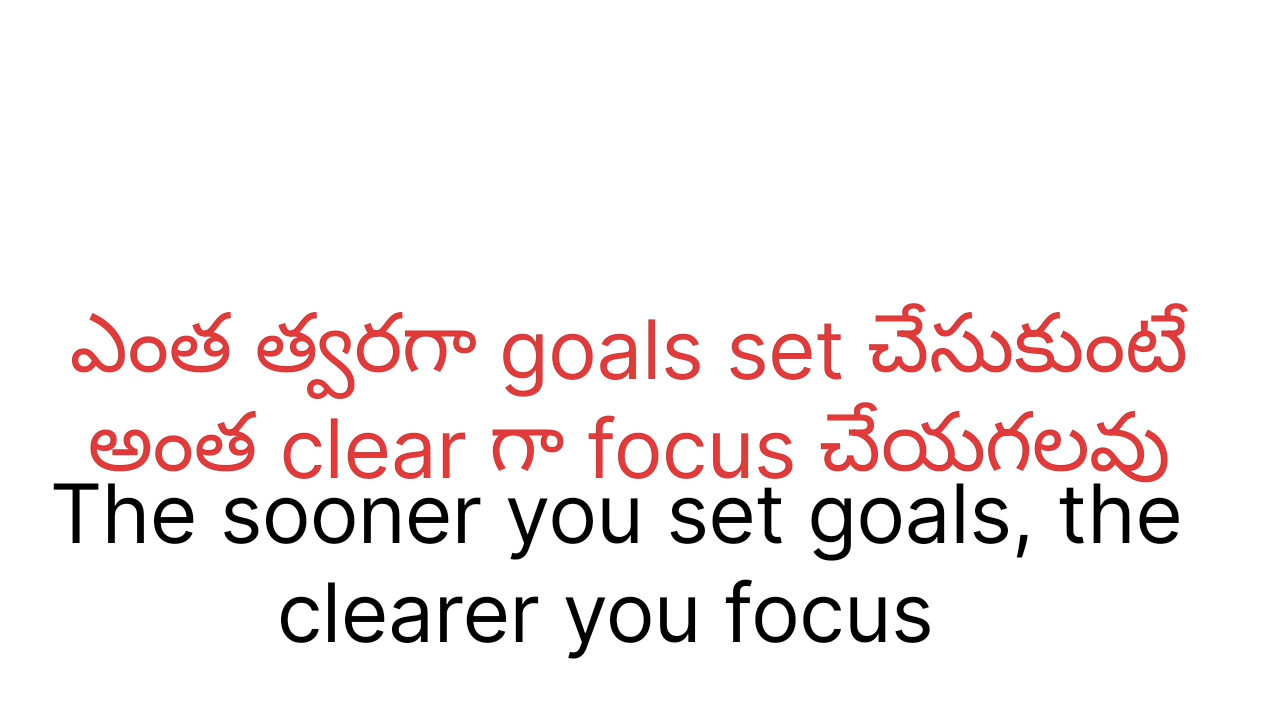 ఎంత త్వరగా goals set చేసుకుంటే
అంత clear గా focus చేయగలవు
The sooner you set goals, the
clearer you focus